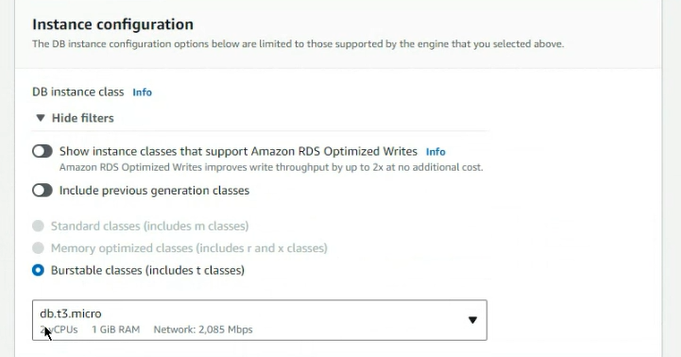 Instance configuration
The DB instance configuration options below are limited to those supported by the engine that you selected above.
DB instance class Info
Hide filters
Show instance classes that support Amazon RDS Optimized Writes Info
Amazon RDS Optimized Writes improves write throughput by up to 2x at no additional cost.
Include previous generation classes
Standard classes (includes m classes)
Memory optimized classes (includes r and x classes)
Burstable classes (includes t classes)
db.t3.micro
2 vCPUs 1 GiB RAM Network: 2,085 Mbps